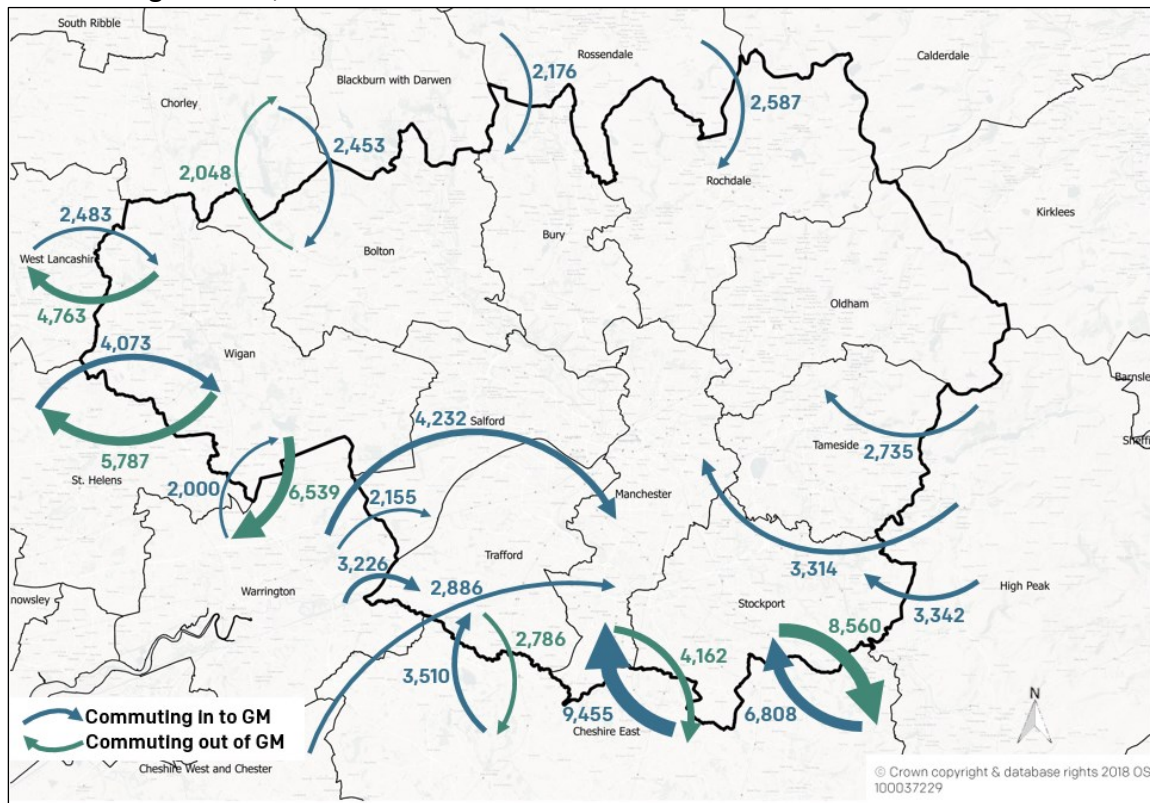 South Ribble
Rossendale
Calderdale
Blackburn with Darwen
2,176
Chorley
2,587
2,453
2,048
Rochdale
2,483
Kirklees
Bury
Bolton
West Lancashir
Oldham
4,763
4,073
Wigan
Barnsle
4,232
Salford
Tameside
2,735
5,787
St. Helens
2,000
6,539
2,155
Manchester
Trafford
3,226
3,314
2,886
Warrington
High Peak
nowsley
Stockport
3,342
8,560
2,786
4,162
3,510
N
9,455
6,808
Commuting in to GM
Cheshire East
Commuting out of GM
Cheshire West and Chester
© Crown copyright & database rights 2018 OS
100037229